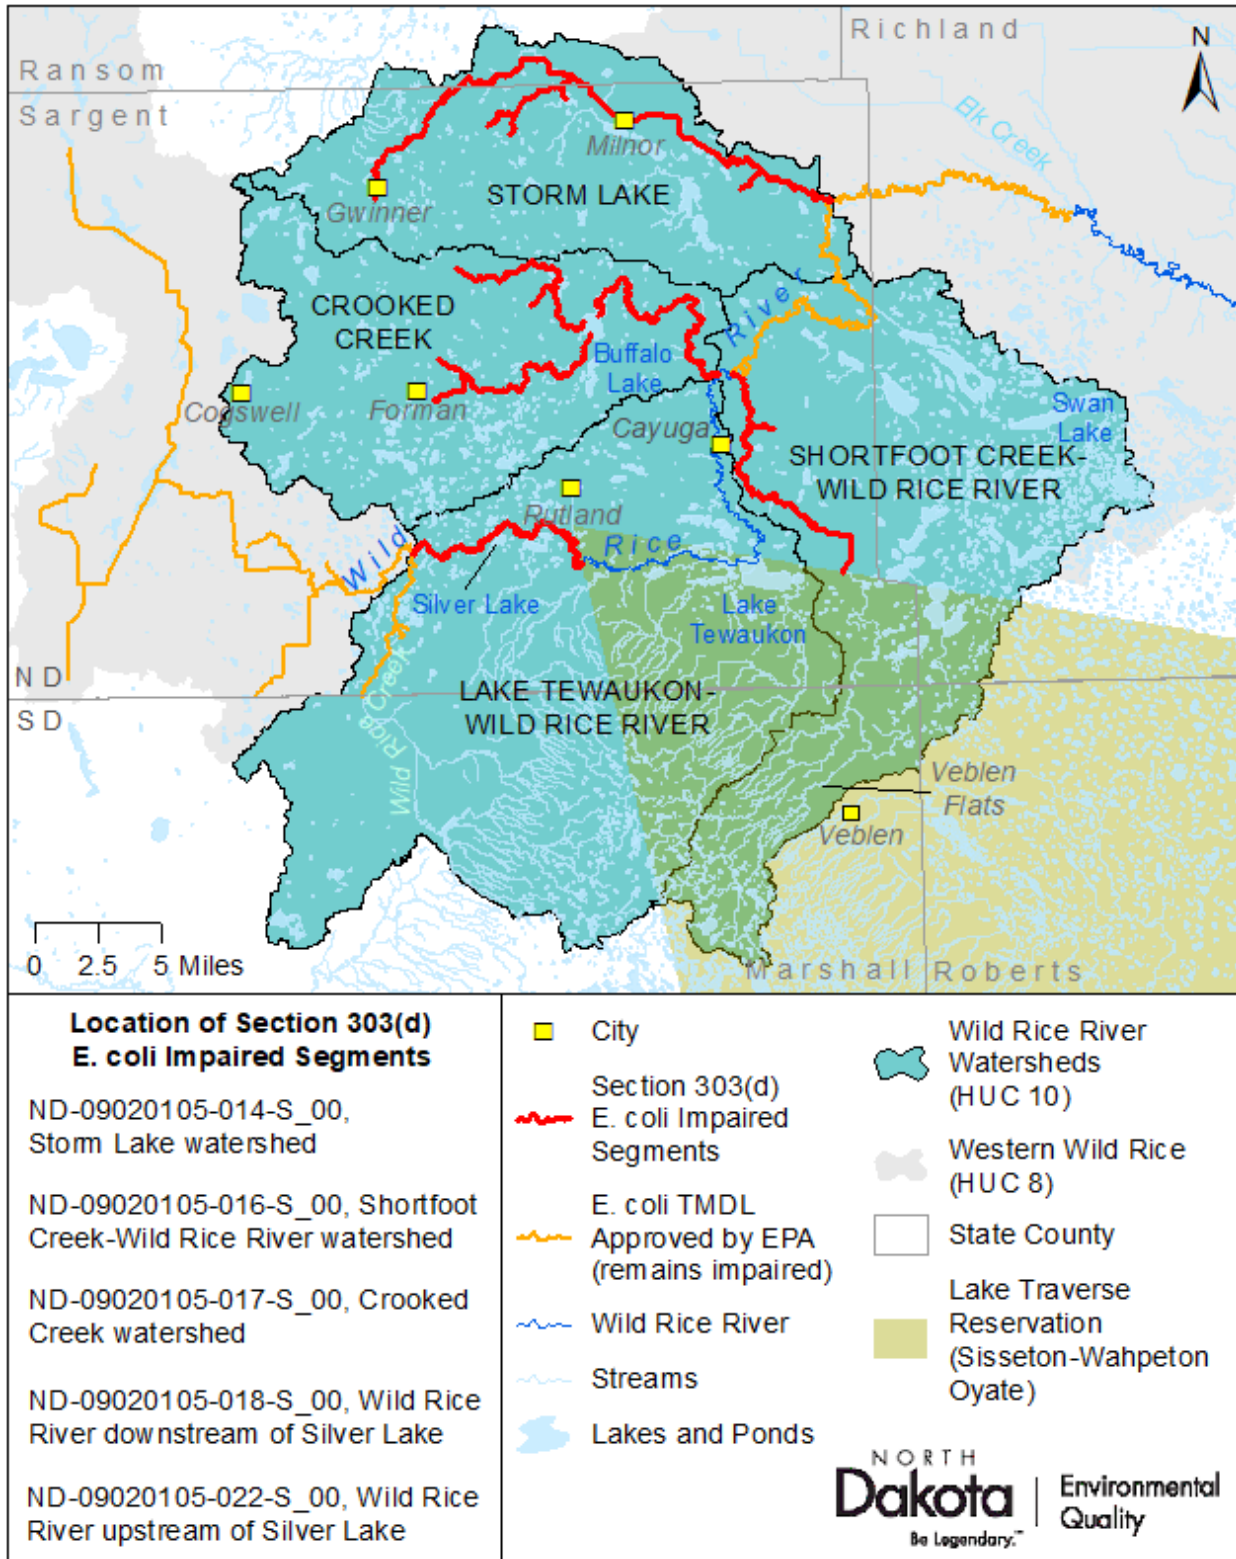 Richland
N
Ransom
Sargent
Elk Creek
Milnor
Gwinner
STORM LAKE
River
CROOKED
CREEK
Buffalo
Lake
Cogswell
Forman
Cayuga
Swan
Lake
SHORTFOOT CREEK-
WILD RICE RIVER
Rutland
Wild
Rice
Silver Lake
Lake
Tewaukon
ND
SD
LAKE TEWAUKON-
WILD RICE RIVER
Wild Rice Creek
Veblen
Flats
Veblen
0 2.5 5 Miles
Marshall
Roberts
Location of Section 303(d)
E. coli Impaired Segments
ND-09020105-014-S_00,
Storm Lake watershed
ND-09020105-016-S_00, Shortfoot
Creek-Wild Rice River watershed
ND-09020105-017-S_00, Crooked
Creek watershed
ND-09020105-018-S_00, Wild Rice
River downstream of Silver Lake
ND-09020105-022-S_00, Wild Rice
River upstream of Silver Lake
City
Section 303(d)
E. coli Impaired
Segments
E. coli TMDL
Approved by EPA
(remains impaired)
Wild Rice River
Streams
Lakes and Ponds
Wild Rice River
Watersheds
(HUC 10)
Western Wild Rice
(HUC 8)
State County
Lake Traverse
Reservation
(Sisseton-Wahpeton
Oyate)
NORTH
Dakota
Be Legendary.™
Environmental
Quality